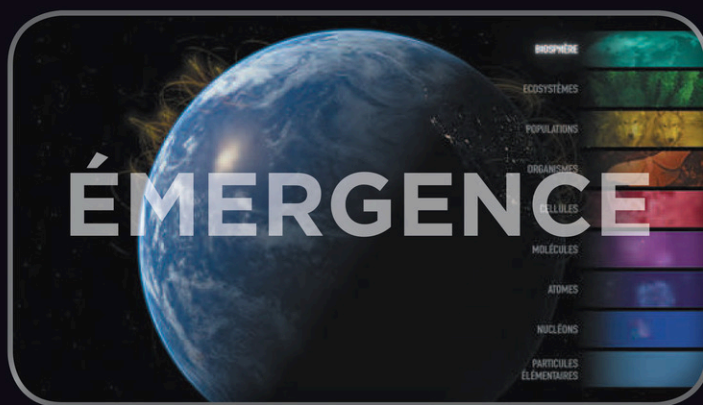 ÉMERGENCE
BIOSPHÈRE
ECOSYSTÈMES
POPULATIONS
ORGANISMES
CELLULES
MOLÉCULES
ATOMES
NUCLÉONS
PARTICULES
ÉLÉMENTAIRES